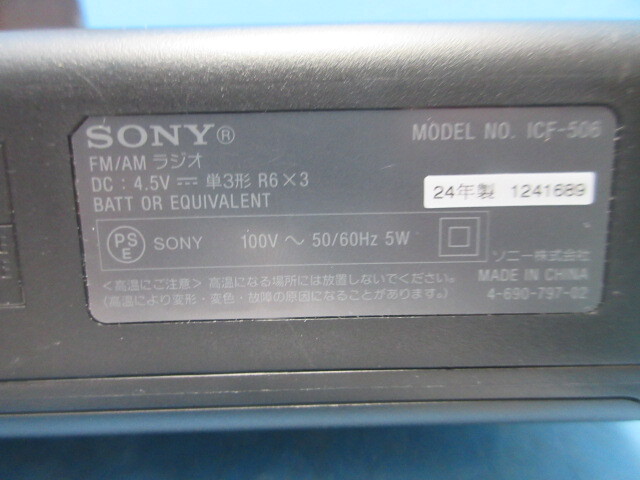 SONY®
MODEL NO. ICF-506
FM/AM ラジオ
DC : 4.5V ⎓ 単3形 R6×3
BATT OR EQUIVALENT
24年製 1241689
PS E SONY 100V ～ 50/60Hz 5W
ソニー株式会社
MADE IN CHINA
4-690-797-02
<高温にご注意> 高温になる場所には放置しないでください。
(高温により変形・変色・故障の原因になることがあります。)